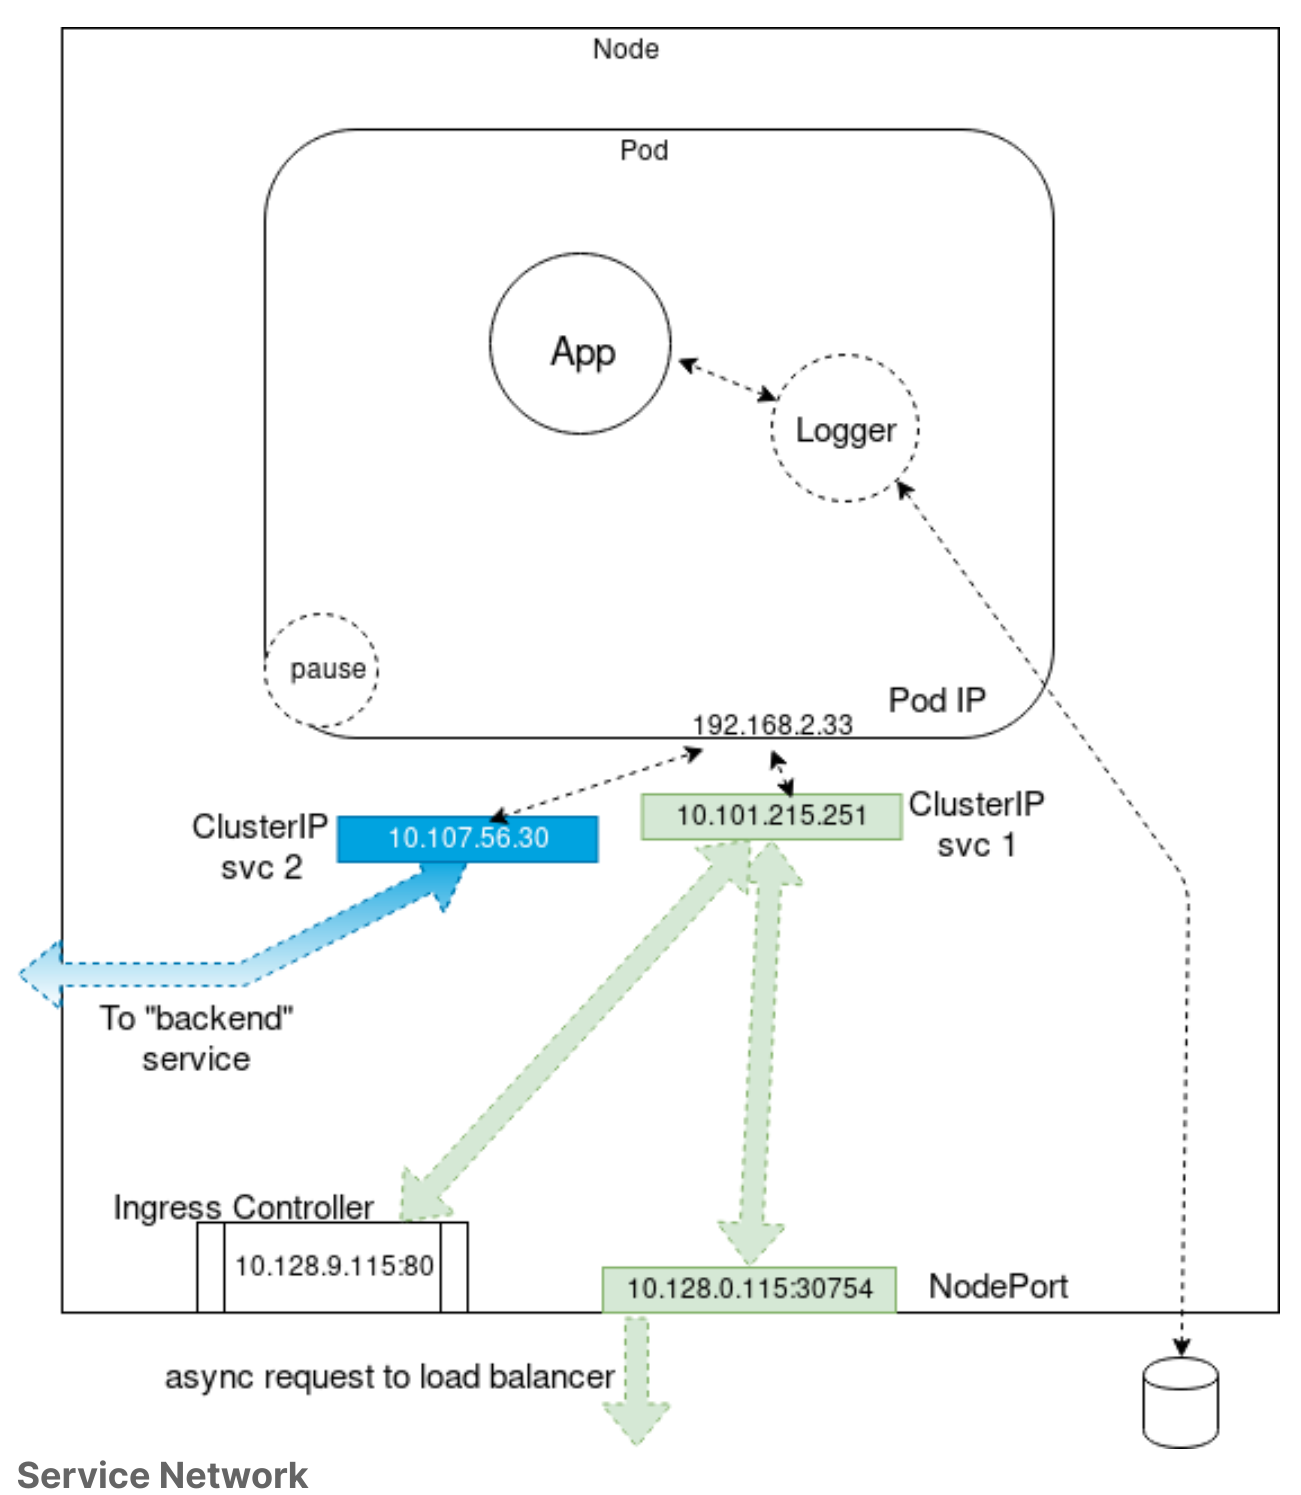 Node
Pod
App
Logger
pause
Pod IP
192.168.2.33
ClusterIP
svc 2
10.107.56.30
10.101.215.251
ClusterIP
svc 1
To "backend"
service
Ingress Controller
10.128.9.115:80
10.128.0.115:30754
NodePort
async request to load balancer
Service Network